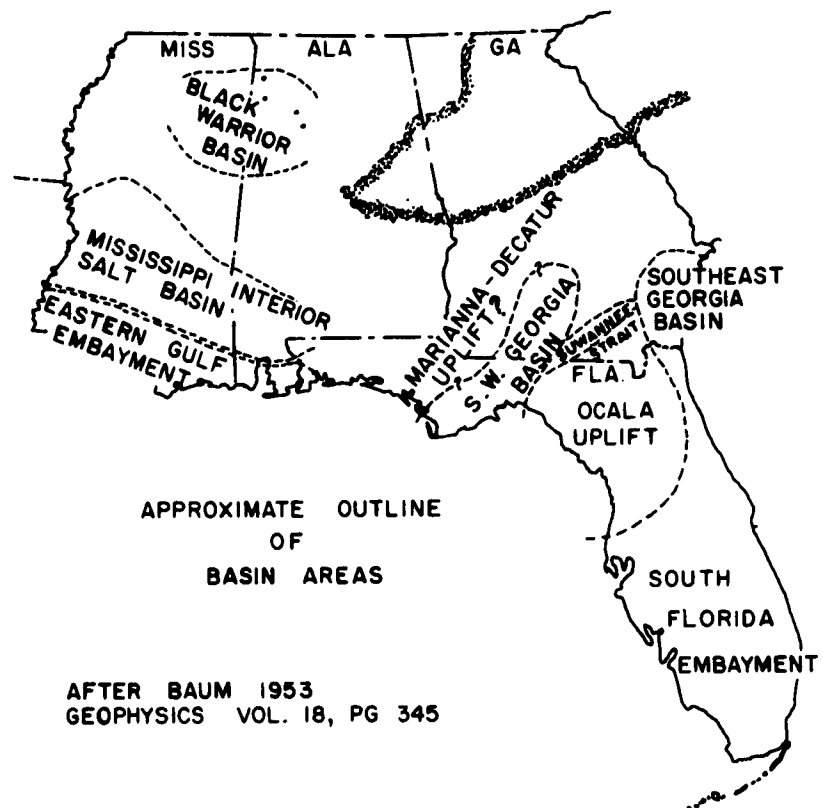 MISS
ALA
GA
BLACK
WARRIOR
BASIN
MISSISSIPPI INTERIOR
SALT BASIN
EASTERN GULF
EMBAYMENT
MARIANNA-DECATUR
UPLIFT?
?
?
S. W. GEORGIA
BASIN
SUWANNEE
STRAIT
SOUTHEAST
GEORGIA
BASIN
FLA.
OCALA
UPLIFT
SOUTH
FLORIDA
EMBAYMENT
APPROXIMATE OUTLINE
OF
BASIN AREAS
AFTER BAUM 1953
GEOPHYSICS VOL. 18, PG 345